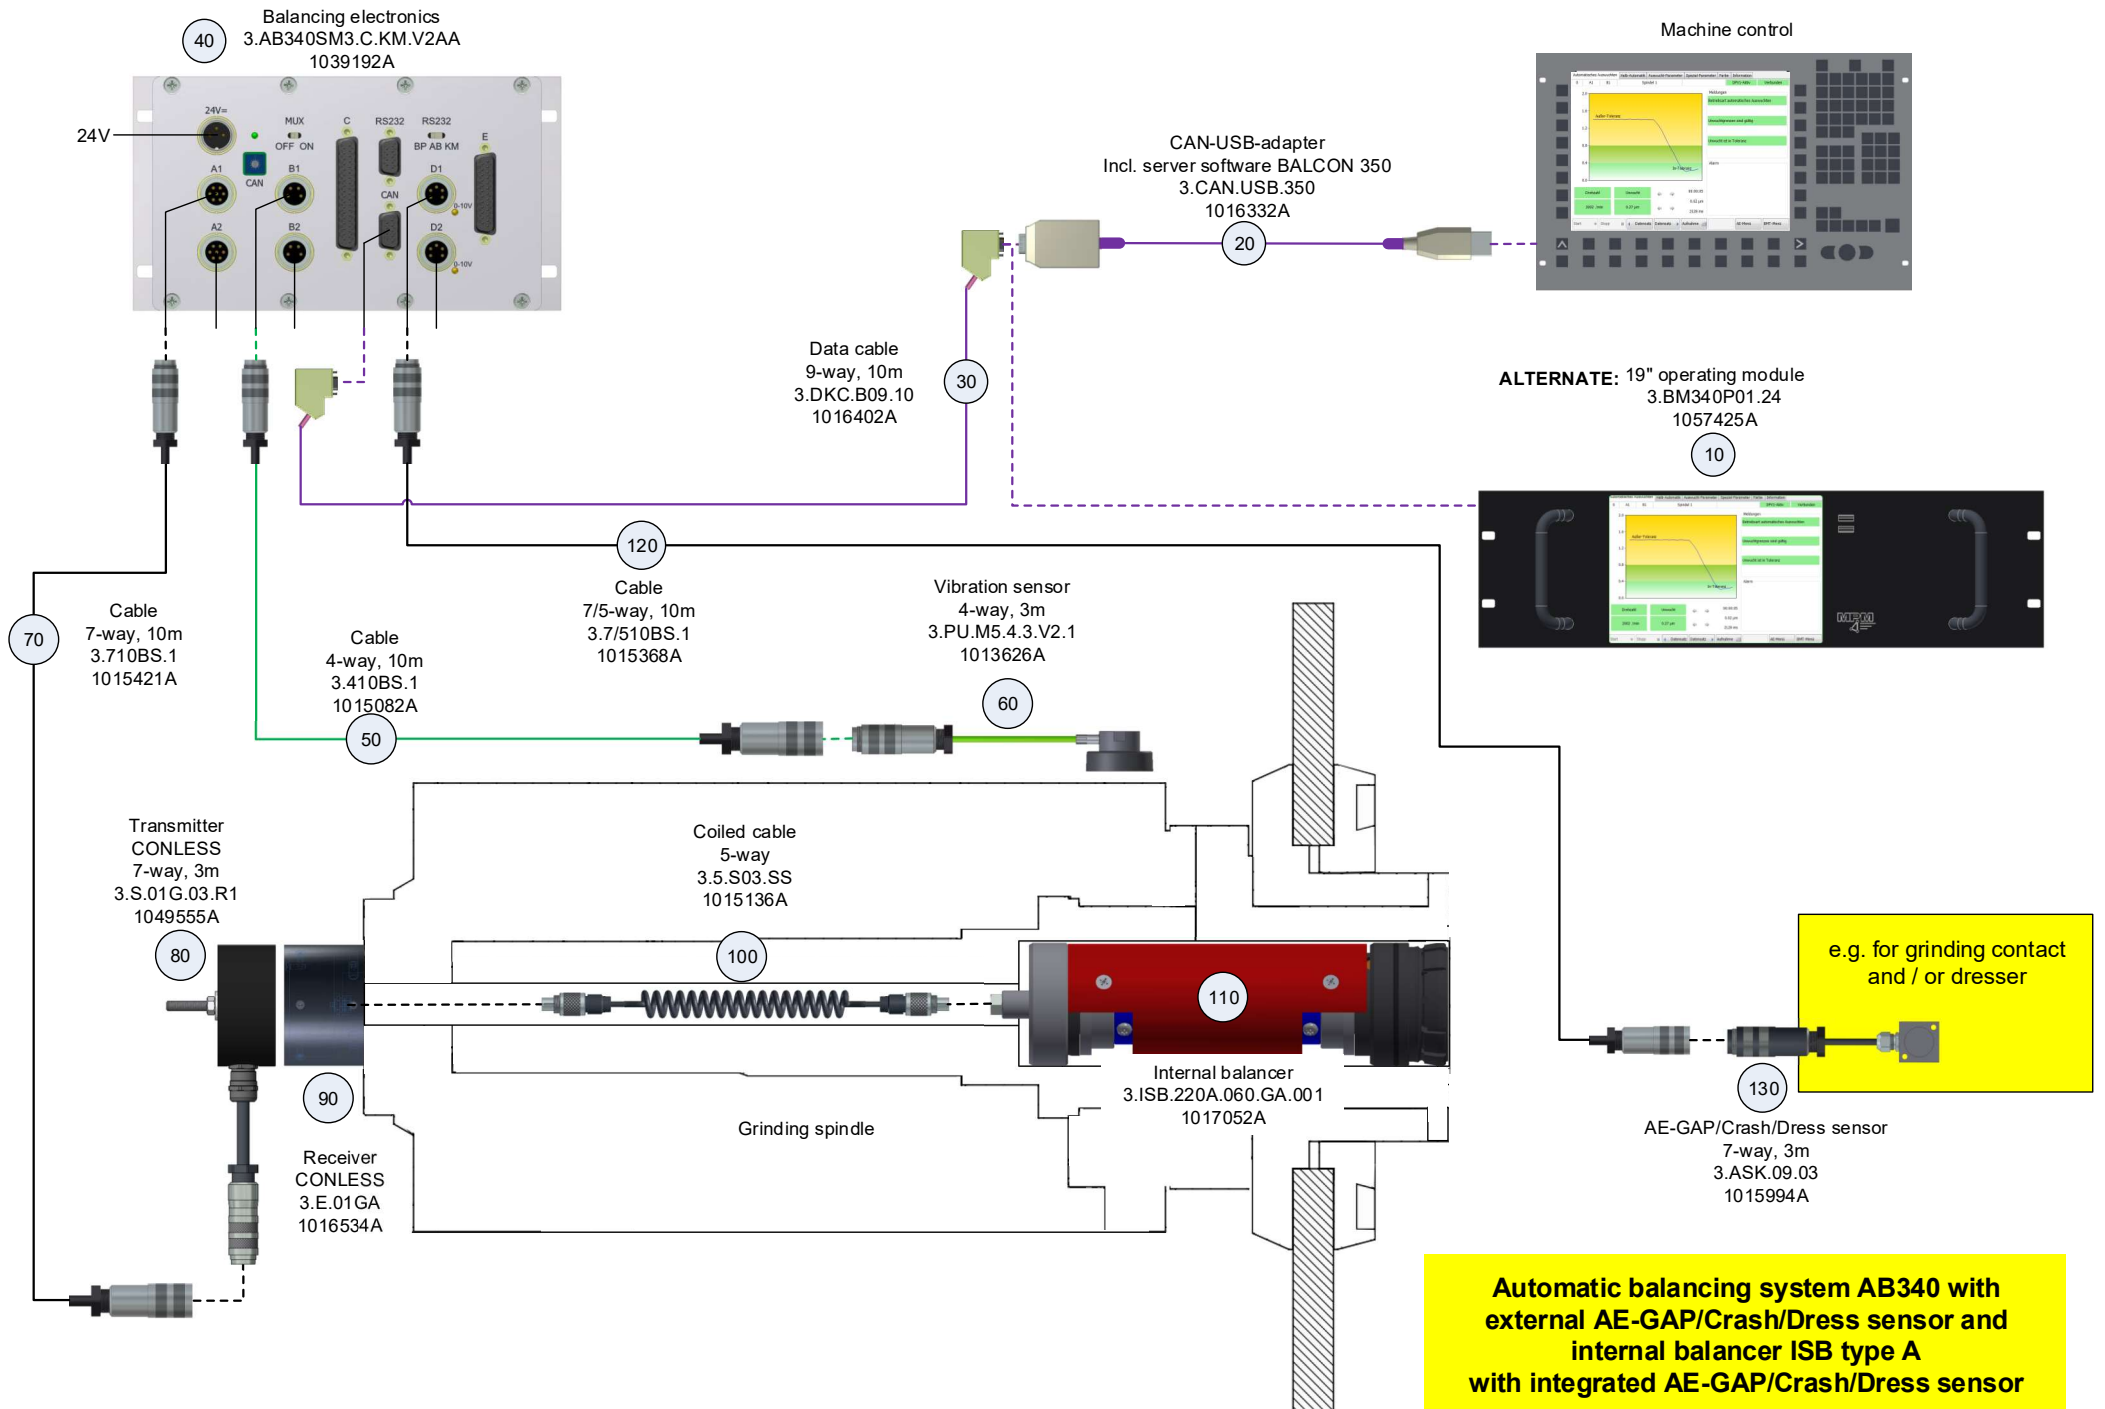 Balancing electronics
3.AB340SM3.C.KM.V2AA
1039192A
40
24V
24V=
MUX
OFF ON
C
RS232
RS232
BP AB KM
E
A1
CAN
B1
CAN
D1
0-10V
A2
B2
D2
0-10V
Machine control
CAN-USB-adapter
Incl. server software BALCON 350
3.CAN.USB.350
1016332A
20
Data cable
9-way, 10m
3.DKC.B09.10
1016402A
30
ALTERNATE: 19" operating module
3.BM340P01.24
1057425A
10
120
Cable
7/5-way, 10m
3.7/510BS.1
1015368A
Vibration sensor
4-way, 3m
3.PU.M5.4.3.V2.1
1013626A
60
70
Cable
7-way, 10m
3.710BS.1
1015421A
Cable
4-way, 10m
3.410BS.1
1015082A
50
Transmitter
CONLESS
7-way, 3m
3.S.01G.03.R1
1049555A
80
Coiled cable
5-way
3.5.S03.SS
1015136A
100
110
Internal balancer
3.ISB.220A.060.GA.001
1017052A
90
Receiver
CONLESS
3.E.01GA
1016534A
Grinding spindle
e.g. for grinding contact
and / or dresser
130
AE-GAP/Crash/Dress sensor
7-way, 3m
3.ASK.09.03
1015994A
Automatic balancing system AB340 with
external AE-GAP/Crash/Dress sensor and
internal balancer ISB type A
with integrated AE-GAP/Crash/Dress sensor